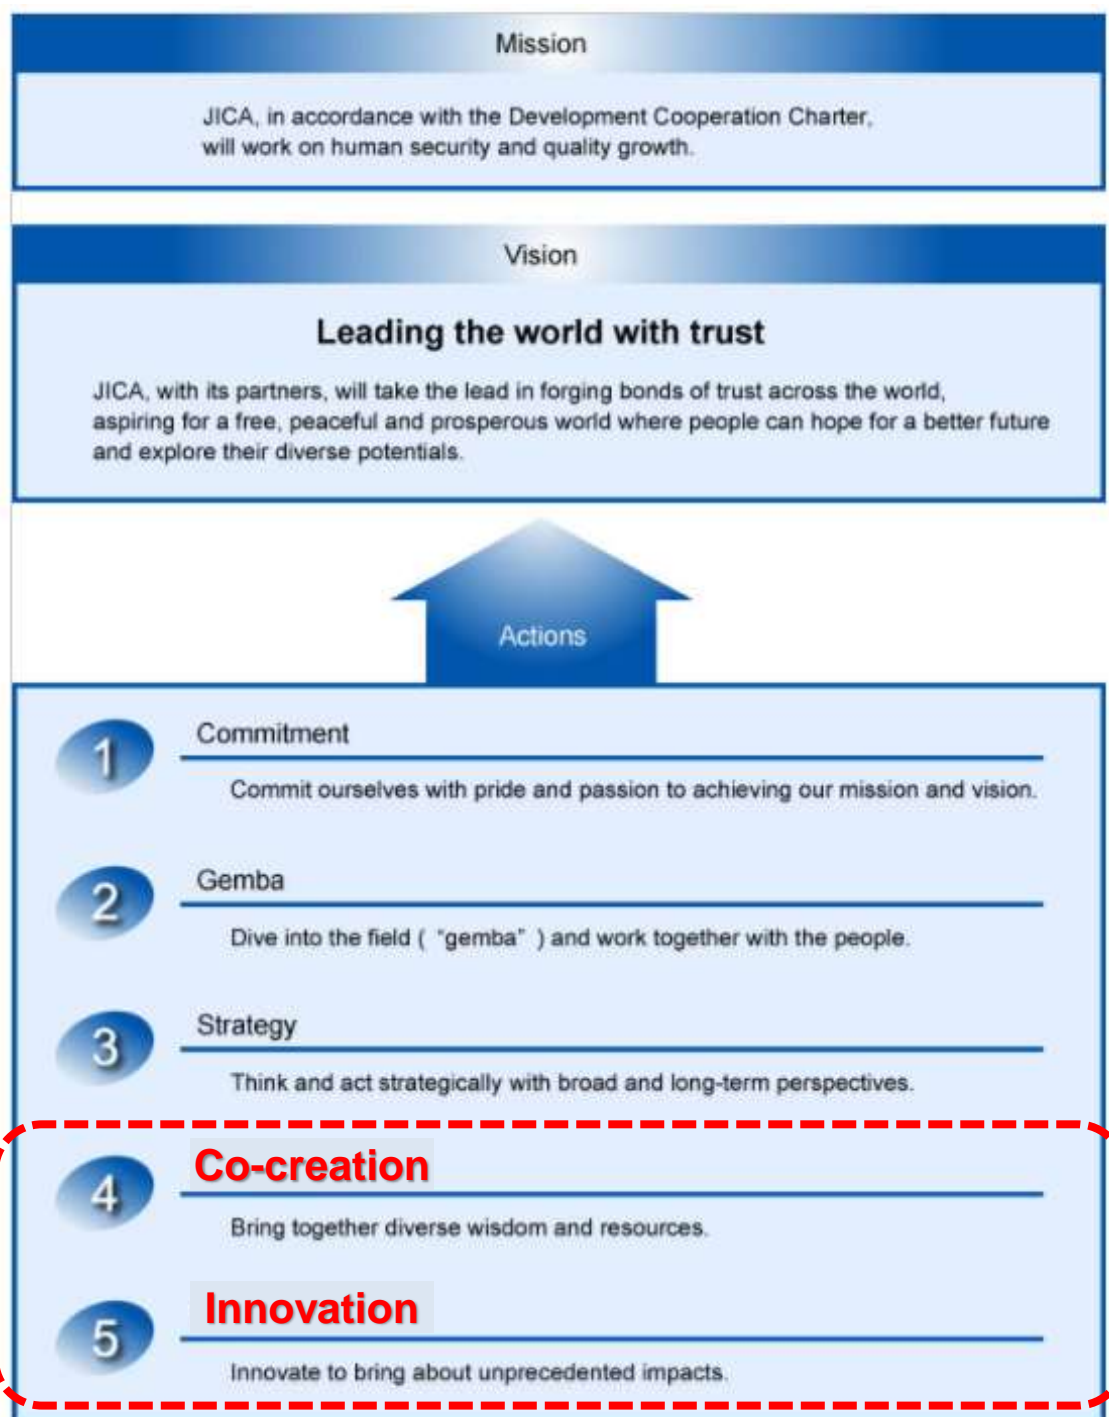 Mission
JICA, in accordance with the Development Cooperation Charter,
will work on human security and quality growth.
Vision
Leading the world with trust
JICA, with its partners, will take the lead in forging bonds of trust across the world,
aspiring for a free, peaceful and prosperous world where people can hope for a better future
and explore their diverse potentials.
Actions
1 Commitment
Commit ourselves with pride and passion to achieving our mission and vision.
2 Gemba
Dive into the field ( “gemba” ) and work together with the people.
3 Strategy
Think and act strategically with broad and long-term perspectives.
4 Co-creation
Bring together diverse wisdom and resources.
5 Innovation
Innovate to bring about unprecedented impacts.